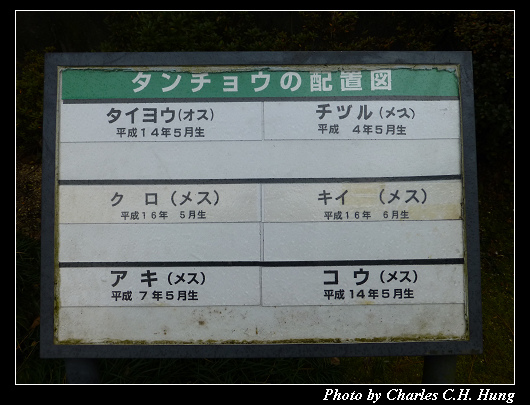 タンチョウの配置図
タイヨウ(オス) チヅル(メス)
平成14年5月生 平成 4年5月生
クロ(メス) キイ (メス)
平成16年 5月生 平成16年 6月生
アキ(メス) コウ(メス)
平成 7年5月生 平成14年5月生
Photo by Charles C.H. Hung